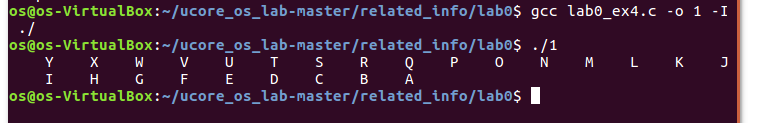 os@os-VirtualBox:~/ucore_os_lab-master/related_info/lab0$ gcc lab0_ex4.c -o 1 -I
./
os@os-VirtualBox:~/ucore_os_lab-master/related_info/lab0$ ./1
Y X W V U T S R Q P O N M L K J
I H G F E D C B A
os@os-VirtualBox:~/ucore_os_lab-master/related_info/lab0$